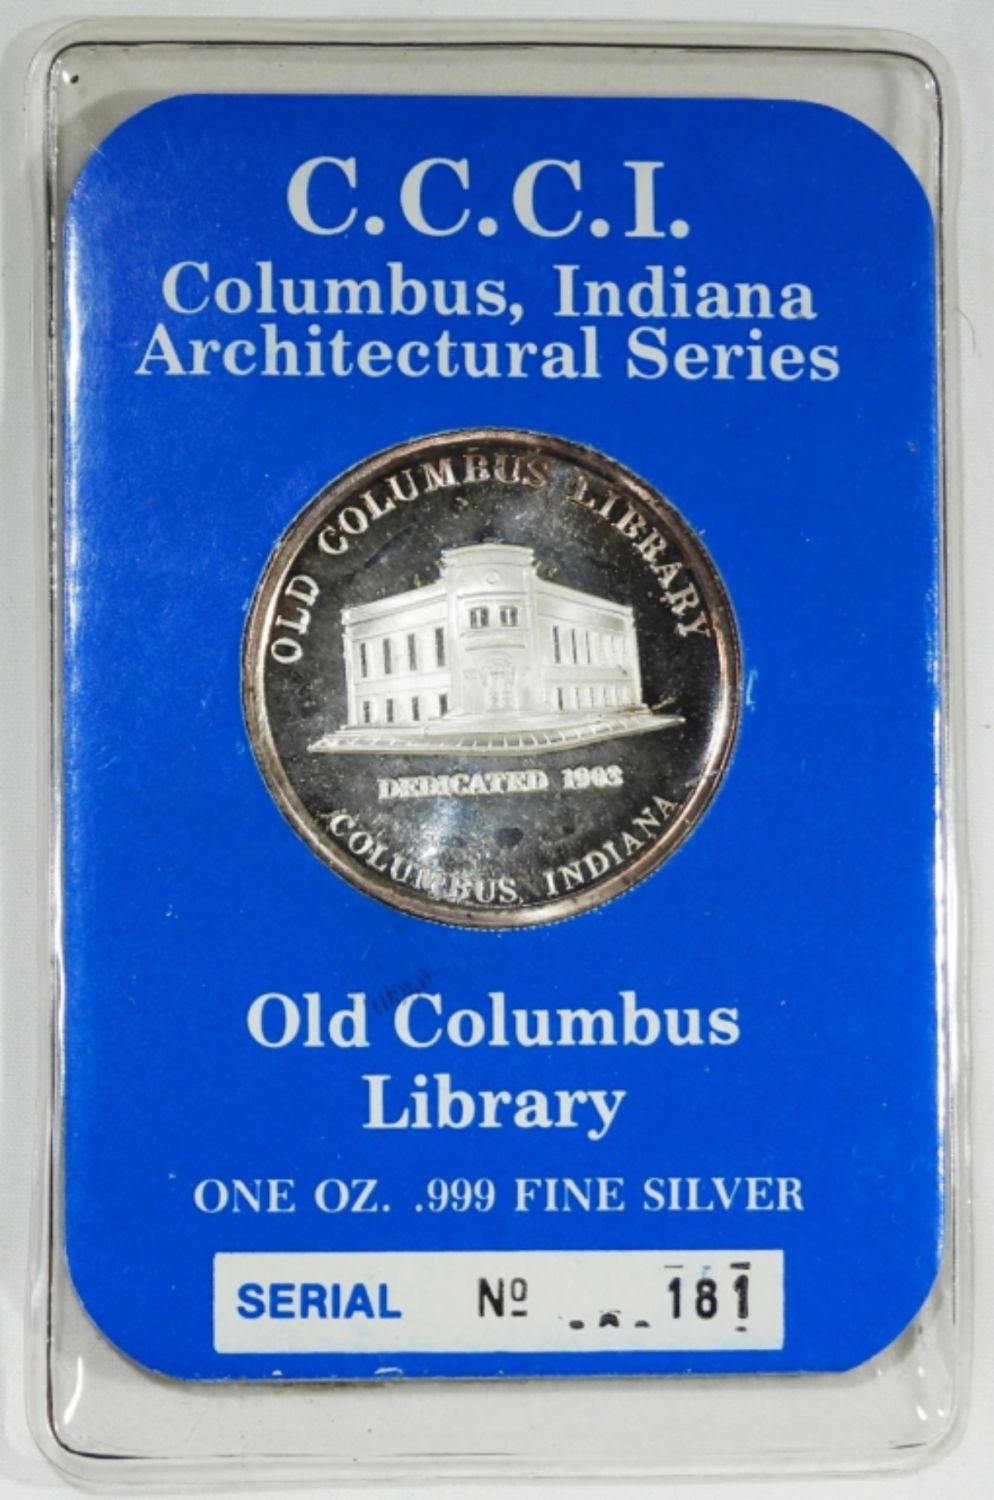 C.C.C.I.
Columbus, Indiana
Architectural Series
OLD COLUMBUS LIBRARY
DEDICATED 1903
COLUMBUS, INDIANA
Old Columbus
Library
ONE OZ. .999 FINE SILVER
SERIAL Nº 181